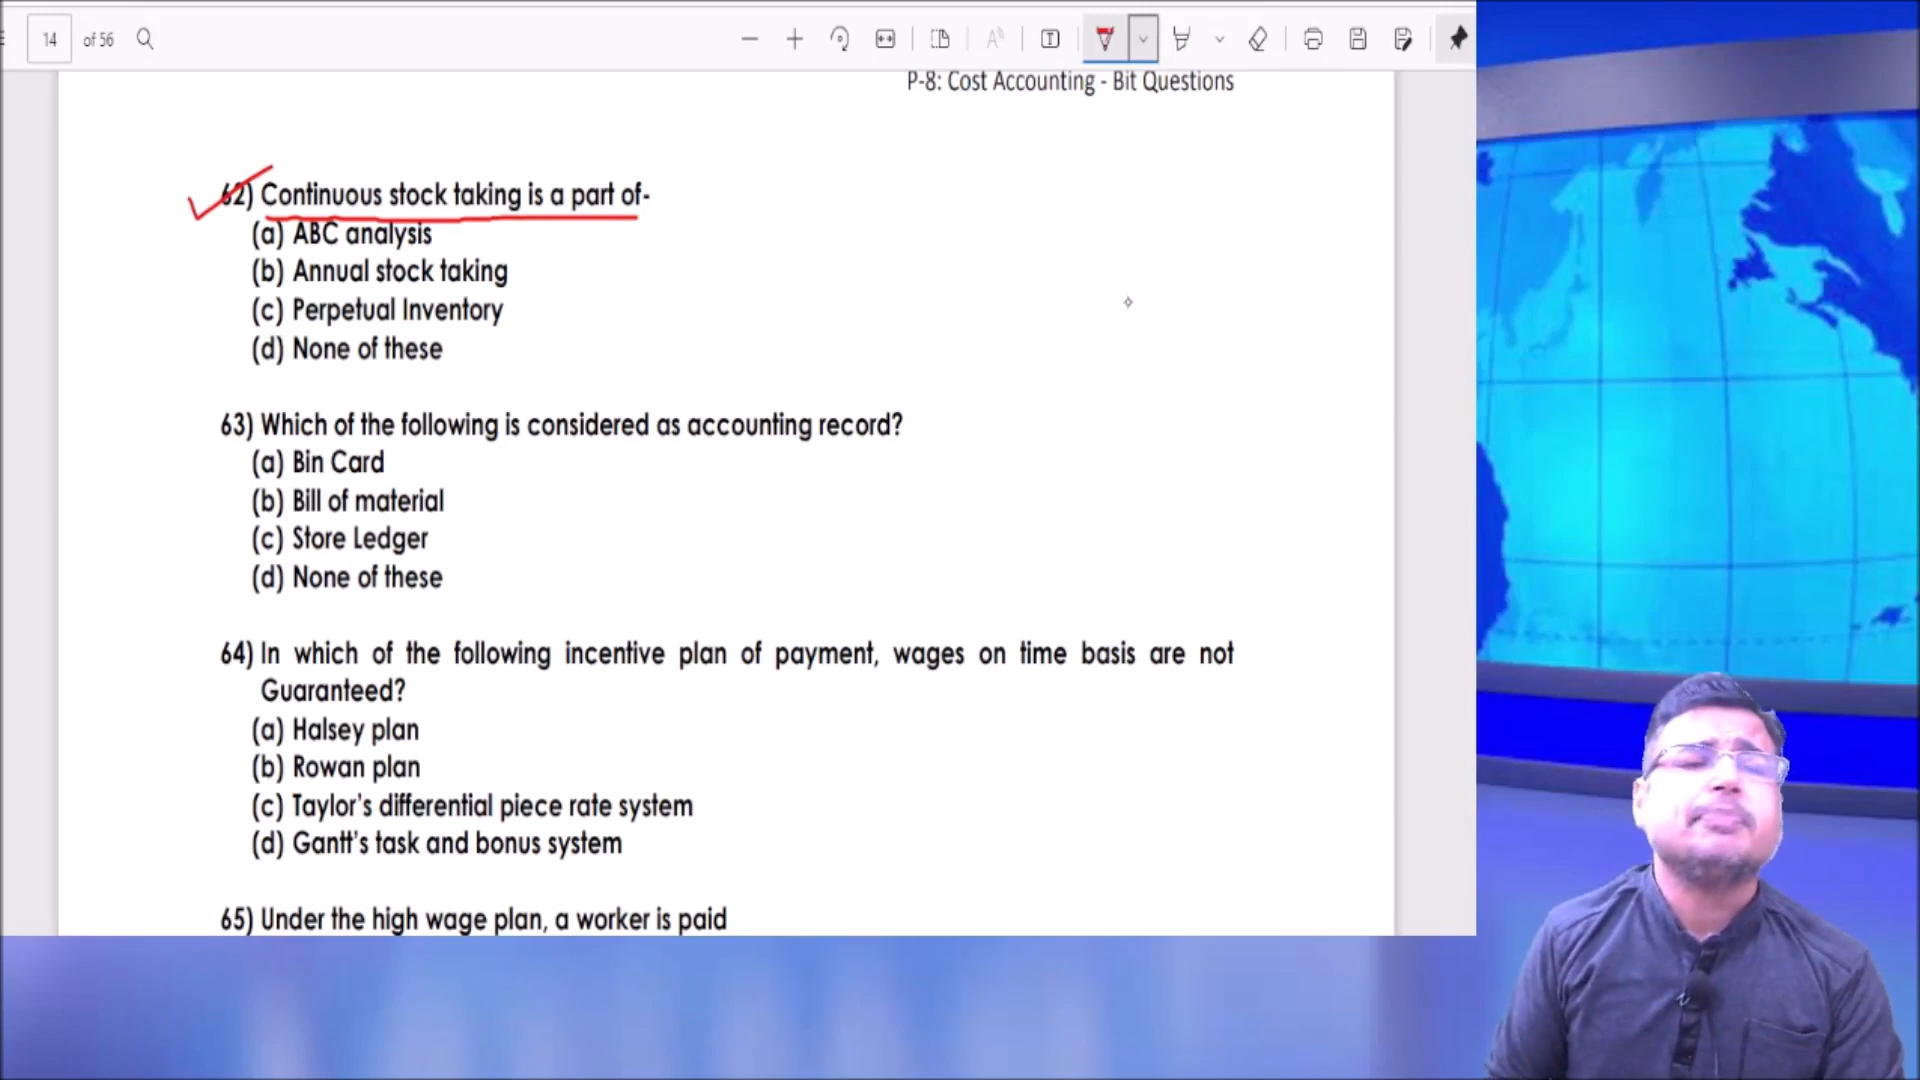 14 of 56
P-8: Cost Accounting - Bit Questions
62) Continuous stock taking is a part of-
(a) ABC analysis
(b) Annual stock taking
(c) Perpetual Inventory
(d) None of these
63) Which of the following is considered as accounting record?
(a) Bin Card
(b) Bill of material
(c) Store Ledger
(d) None of these
64) In which of the following incentive plan of payment, wages on time basis are not
Guaranteed?
(a) Halsey plan
(b) Rowan plan
(c) Taylor's differential piece rate system
(d) Gantt's task and bonus system
65) Under the high wage plan, a worker is paid